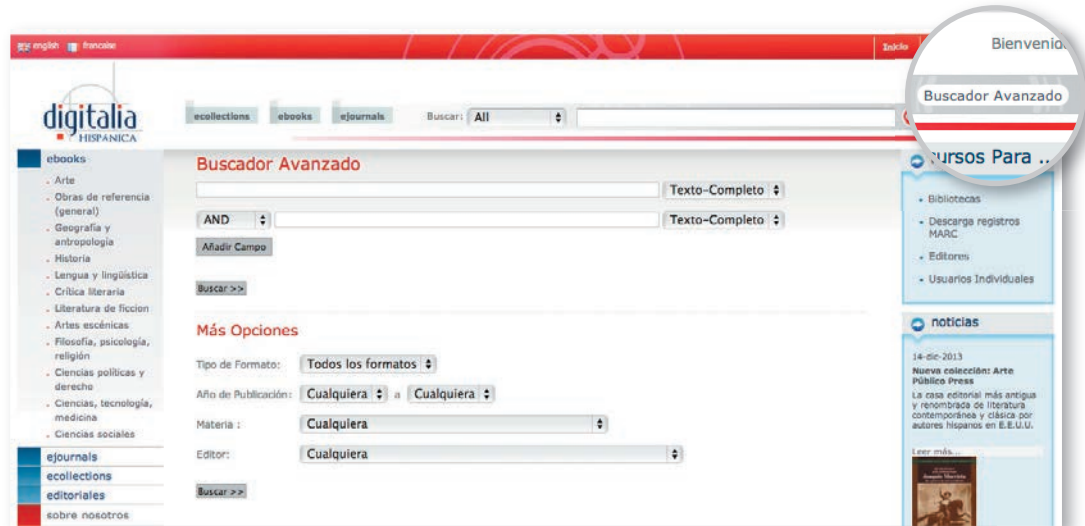 english francaise Inicio
Bienvenid
Buscador Avanzado
digitalia
HISPANICA
ecollections ebooks ejournals Buscar: All
ebooks
Arte
Obras de referencia
(general)
Geografía y
antropología
Historia
Lengua y lingüística
Crítica literaria
Literatura de ficcion
Artes escénicas
Filosofía, psicología,
religión
Ciencias políticas y
derecho
Ciencias, tecnología,
medicina
Ciencias sociales
ejournals
ecollections
editoriales
sobre nosotros
Buscador Avanzado
Texto-Completo
AND Texto-Completo
Añadir Campo
Buscar >>
Más Opciones
Tipo de Formato: Todos los formatos
Año de Publicación: Cualquiera a Cualquiera
Materia : Cualquiera
Editor: Cualquiera
Buscar >>
cursos Para ...
Bibliotecas
Descarga registros
MARC
Editores
Usuarios Individuales
noticias
14-dic-2013
Nueva colección: Arte
Público Press
La casa editorial más antigua
y renombrada de literatura
contemporánea y clásica por
autores hispanos en E.E.U.U.
Leer más...